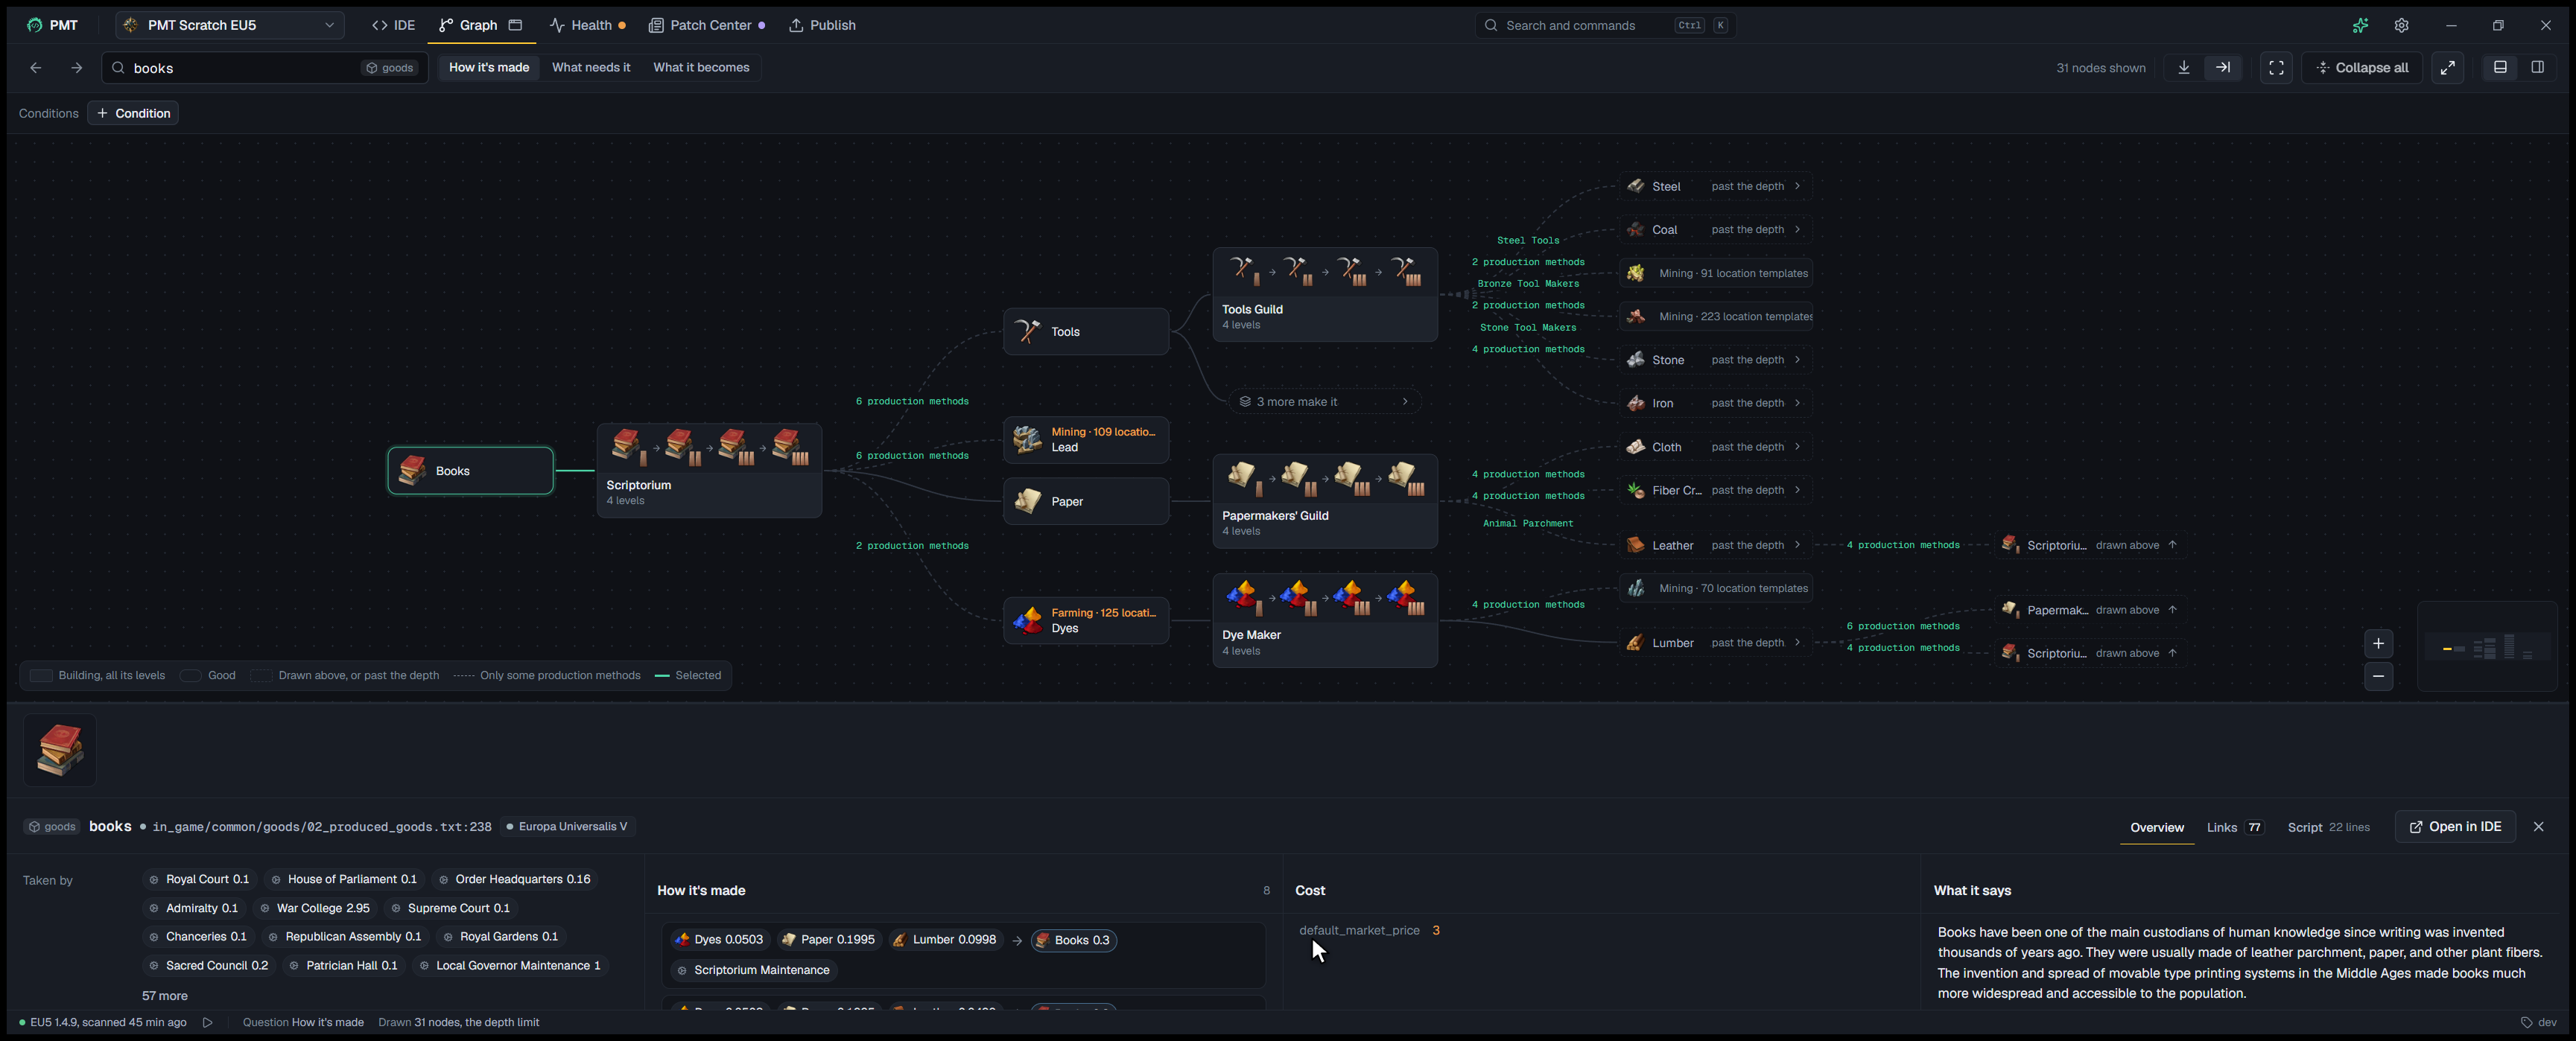 PMT
PMT Scratch EU5
IDE
Graph
Health
Patch Center
Publish
Search and commands
Ctrl K
books
goods
How it's made
What needs it
What it becomes
31 nodes shown
Collapse all
Conditions
Condition
Steel past the depth
Coal past the depth
Steel Tools
2 production methods
Mining · 91 location templates
Bronze Tool Makers
2 production methods
Mining · 223 location templates
Stone Tool Makers
4 production methods
Stone past the depth
Iron past the depth
Tools Guild
4 levels
Tools
3 more make it
6 production methods
Mining · 109 locatio...
Lead
6 production methods
Books
Scriptorium
4 levels
Paper
Papermakers' Guild
4 levels
Cloth past the depth
4 production methods
Fiber Cr... past the depth
4 production methods
Animal Parchment
Leather past the depth
4 production methods
Scriptoriu... drawn above
2 production methods
Farming · 125 locati...
Dyes
Dye Maker
4 levels
Mining · 70 location templates
4 production methods
Lumber past the depth
6 production methods
Papermak... drawn above
4 production methods
Scriptoriu... drawn above
Building, all its levels
Good
Drawn above, or past the depth
Only some production methods
Selected
goods
books
in_game/common/goods/02_produced_goods.txt:238
Europa Universalis V
Overview
Links 77
Script 22 lines
Open in IDE
Taken by
Royal Court 0.1
House of Parliament 0.1
Order Headquarters 0.16
Admiralty 0.1
War College 2.95
Supreme Court 0.1
Chanceries 0.1
Republican Assembly 0.1
Royal Gardens 0.1
Sacred Council 0.2
Patrician Hall 0.1
Local Governor Maintenance 1
57 more
How it's made
8
Dyes 0.0503
Paper 0.1995
Lumber 0.0998
Books 0.3
Scriptorium Maintenance
Cost
default_market_price 3
What it says
Books have been one of the main custodians of human knowledge since writing was invented
thousands of years ago. They were usually made of leather parchment, paper, and other plant fibers.
The invention and spread of movable type printing systems in the Middle Ages made books much
more widespread and accessible to the population.
EU5 1.4.9, scanned 45 min ago
Question How it's made
Drawn 31 nodes, the depth limit
dev